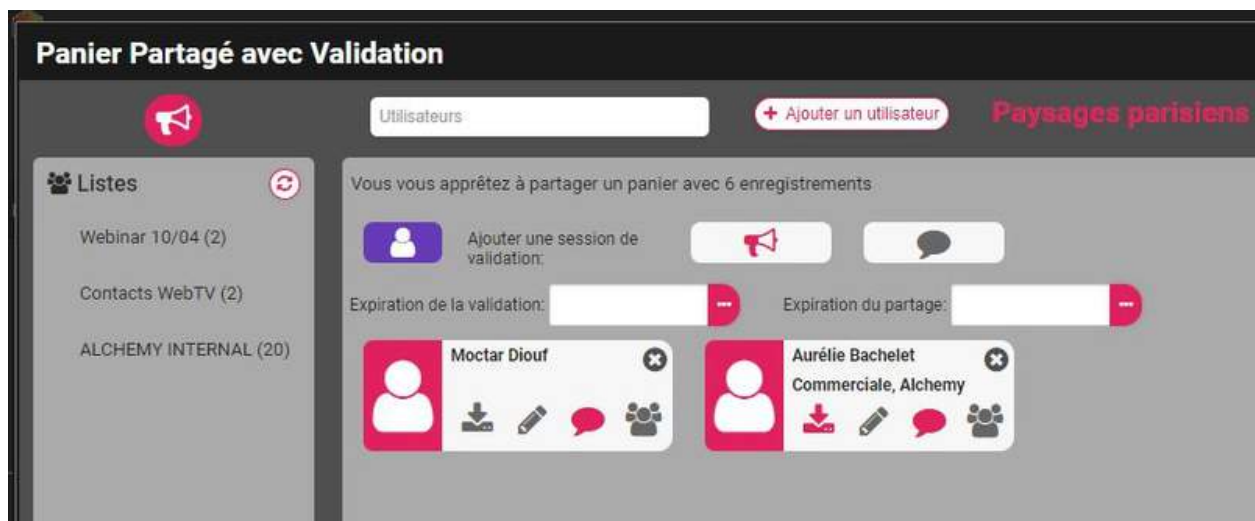 Panier Partagé avec Validation
Utilisateurs
+ Ajouter un utilisateur
Paysages parisiens
Listes
Webinar 10/04 (2)
Contacts WebTV (2)
ALCHEMY INTERNAL (20)
Vous vous apprêtez à partager un panier avec 6 enregistrements
Ajouter une session de
validation:
Expiration de la validation:
Expiration du partage:
Moctar Diouf
Aurélie Bachelet
Commerciale, Alchemy